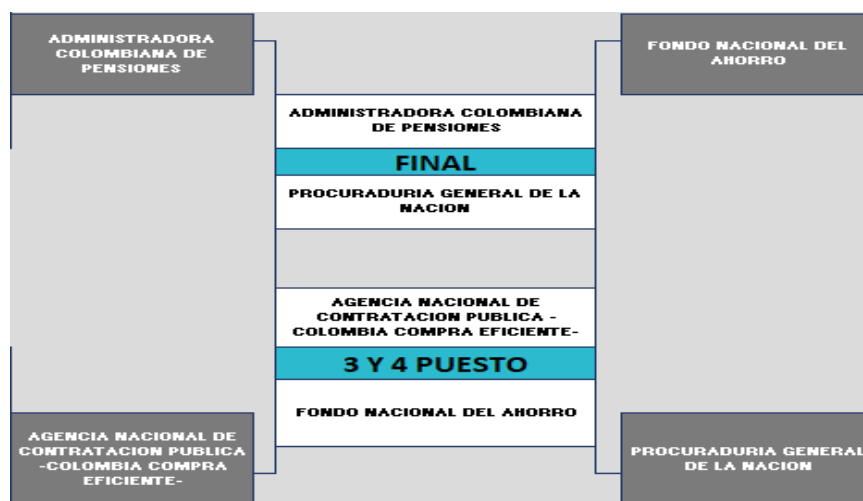 ADMINISTRADORA
COLOMBIANA DE
PENSIONES
FONDO NACIONAL DEL
AHORRO
ADMINISTRADORA COLOMBIANA
DE PENSIONES
FINAL
PROCURADURIA GENERAL DE LA
NACION
AGENCIA NACIONAL DE
CONTRATACION PUBLICA -
COLOMBIA COMPRA EFICIENTE-
3 Y 4 PUESTO
FONDO NACIONAL DEL AHORRO
AGENCIA NACIONAL DE
CONTRATACION PUBLICA
-COLOMBIA COMPRA
EFICIENTE-
PROCURADURIA GENERAL
DE LA NACION